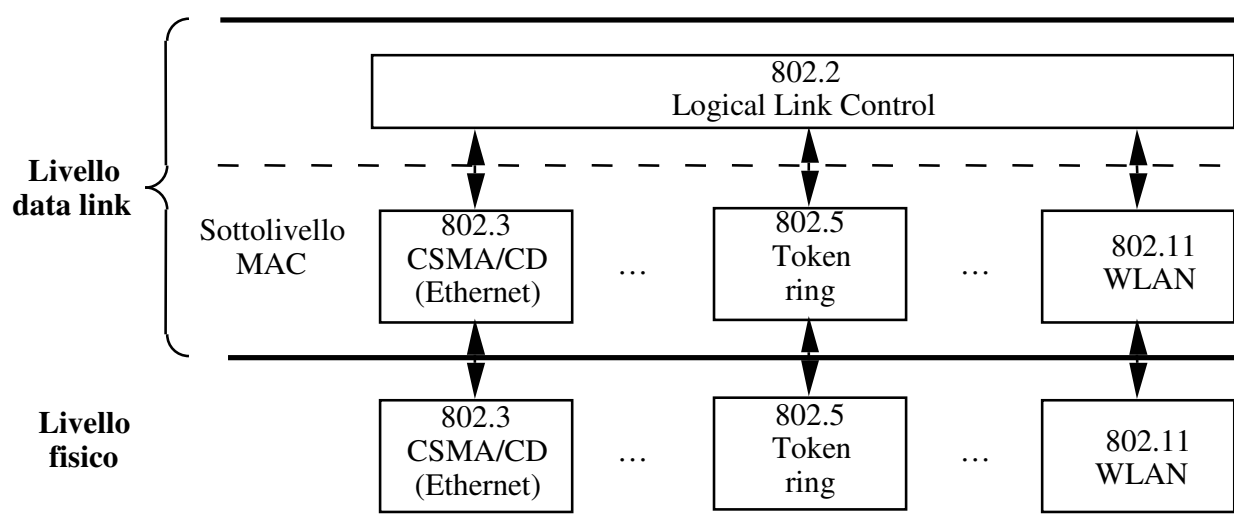 802.2
Logical Link Control
Livello
data link
Sottolivello
MAC
802.3
CSMA/CD
(Ethernet)
...
802.5
Token
ring
...
802.11
WLAN
Livello
fisico
802.3
CSMA/CD
(Ethernet)
...
802.5
Token
ring
...
802.11
WLAN